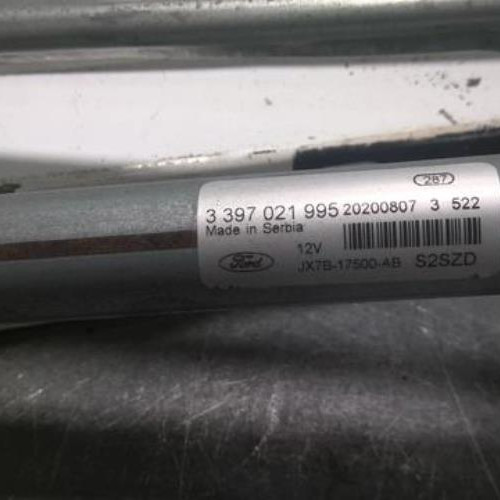 287
3 397 021 995 20200807 3 522
Made in Serbia
12V
Ford JX7B-17500-AB S2SZD